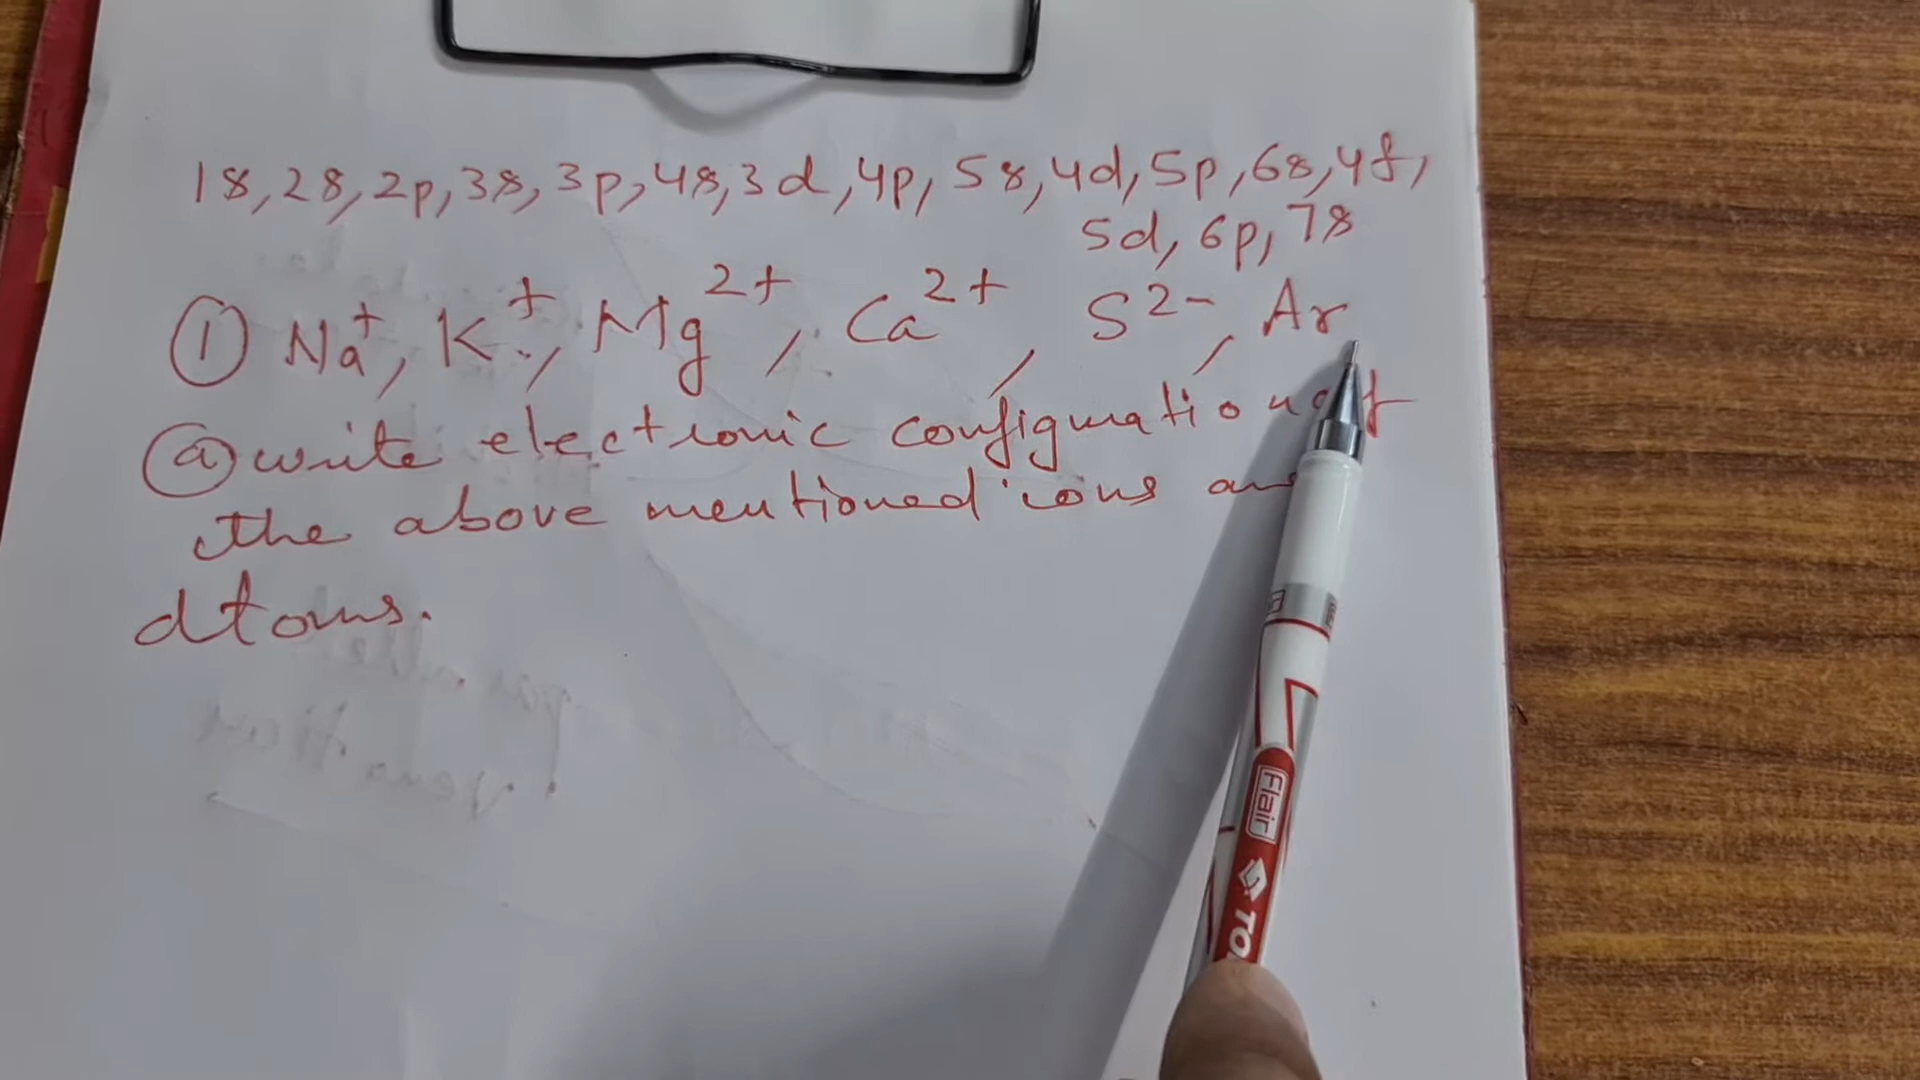 1s, 2s, 2p, 3s, 3p, 4s, 3d, 4p, 5s, 4d, 5p, 6s, 4f,
5d, 6p, 7s
① Na⁺, K⁺, Mg²⁺, Ca²⁺, S²⁻, Ar
ⓐ write electronic configuration of
the above mentioned ions
atoms.
Flair